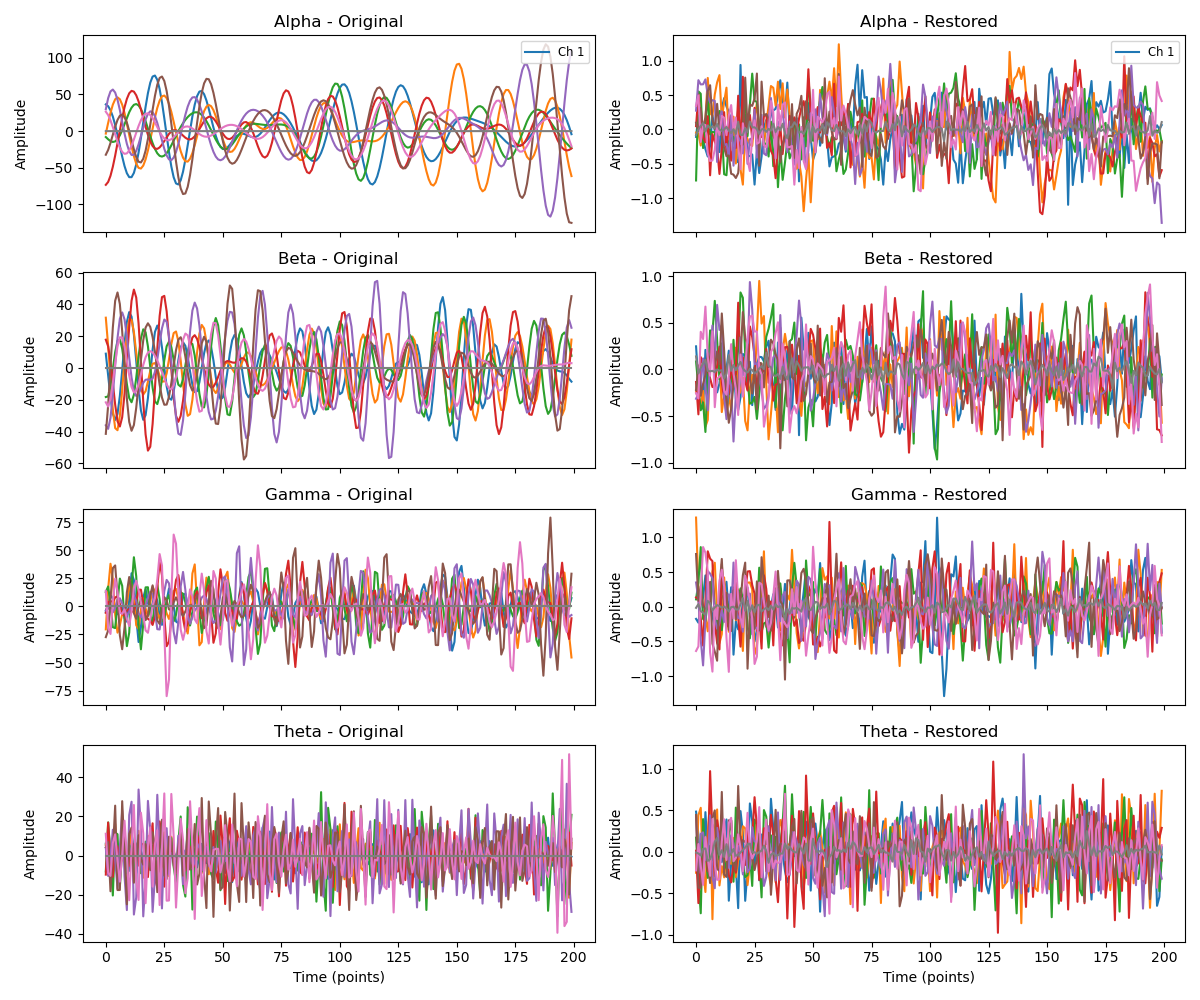 Alpha - Original
Amplitude
100
50
0
−50
−100
Ch 1
Alpha - Restored
Amplitude
1.0
0.5
0.0
−0.5
−1.0
Ch 1
Beta - Original
Amplitude
60
40
20
0
−20
−40
−60
Beta - Restored
Amplitude
1.0
0.5
0.0
−0.5
−1.0
Gamma - Original
Amplitude
75
50
25
0
−25
−50
−75
Gamma - Restored
Amplitude
1.0
0.5
0.0
−0.5
−1.0
Theta - Original
Amplitude
40
20
0
−20
−40
0 25 50 75 100 125 150 175 200
Time (points)
Theta - Restored
Amplitude
1.0
0.5
0.0
−0.5
−1.0
0 25 50 75 100 125 150 175 200
Time (points)